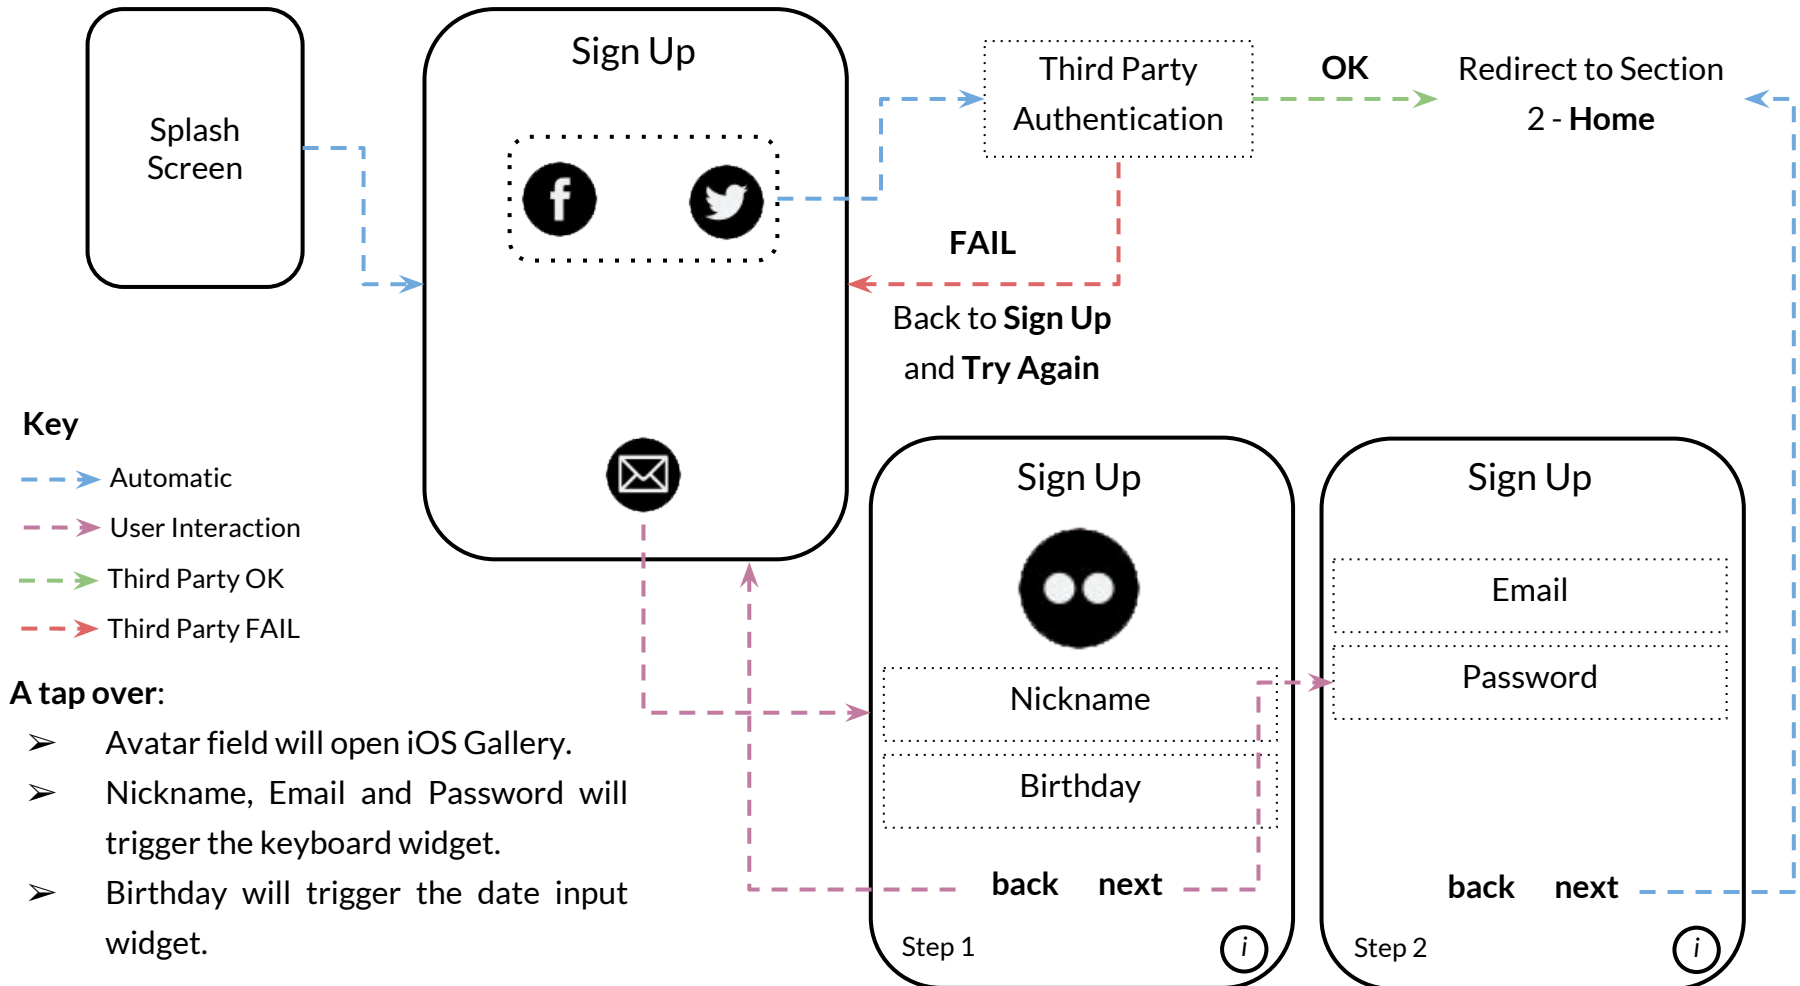 Splash
Screen
Sign Up
Third Party
Authentication
OK
Redirect to Section
2 - Home
FAIL
Back to Sign Up
and Try Again
Key
Automatic
User Interaction
Third Party OK
Third Party FAIL
A tap over:
➢ Avatar field will open iOS Gallery.
➢ Nickname, Email and Password will
trigger the keyboard widget.
➢ Birthday will trigger the date input
widget.
Sign Up
Nickname
Birthday
back next
Step 1 i
Sign Up
Email
Password
back next
Step 2 i